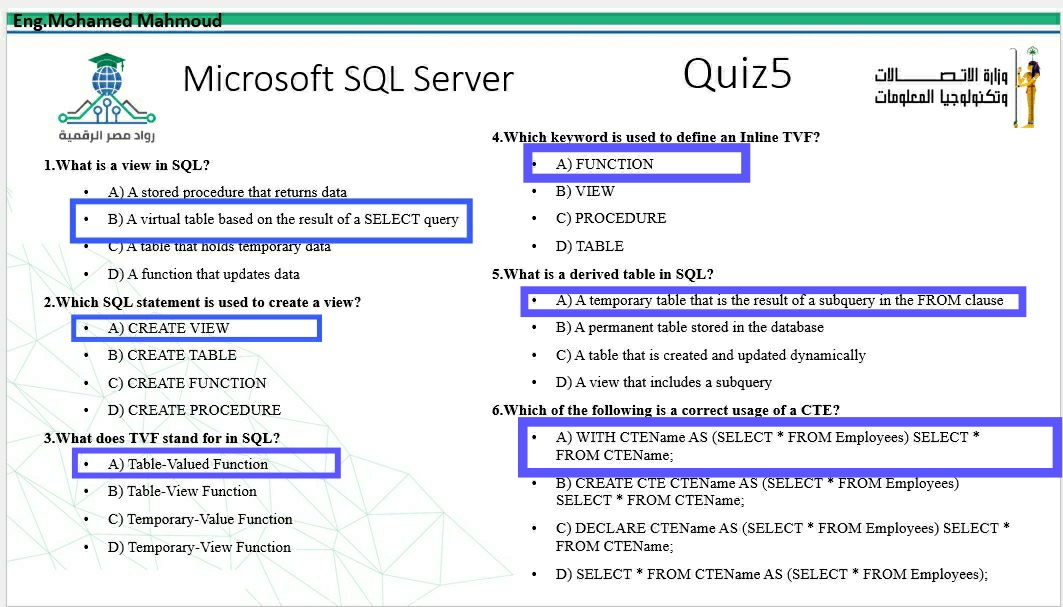 Eng.Mohamed Mahmoud
Microsoft SQL Server
Quiz5
رواد مصر الرقمية
وزارة الاتصالات
وتكنولوجيا المعلومات
1.What is a view in SQL?
• A) A stored procedure that returns data
• B) A virtual table based on the result of a SELECT query
• C) A table that holds temporary data
• D) A function that updates data
2.Which SQL statement is used to create a view?
• A) CREATE VIEW
• B) CREATE TABLE
• C) CREATE FUNCTION
• D) CREATE PROCEDURE
3.What does TVF stand for in SQL?
• A) Table-Valued Function
• B) Table-View Function
• C) Temporary-Value Function
• D) Temporary-View Function
4.Which keyword is used to define an Inline TVF?
• A) FUNCTION
• B) VIEW
• C) PROCEDURE
• D) TABLE
5.What is a derived table in SQL?
• A) A temporary table that is the result of a subquery in the FROM clause
• B) A permanent table stored in the database
• C) A table that is created and updated dynamically
• D) A view that includes a subquery
6.Which of the following is a correct usage of a CTE?
• A) WITH CTEName AS (SELECT * FROM Employees) SELECT *
FROM CTEName;
• B) CREATE CTE CTEName AS (SELECT * FROM Employees)
SELECT * FROM CTEName;
• C) DECLARE CTEName AS (SELECT * FROM Employees) SELECT *
FROM CTEName;
• D) SELECT * FROM CTEName AS (SELECT * FROM Employees);